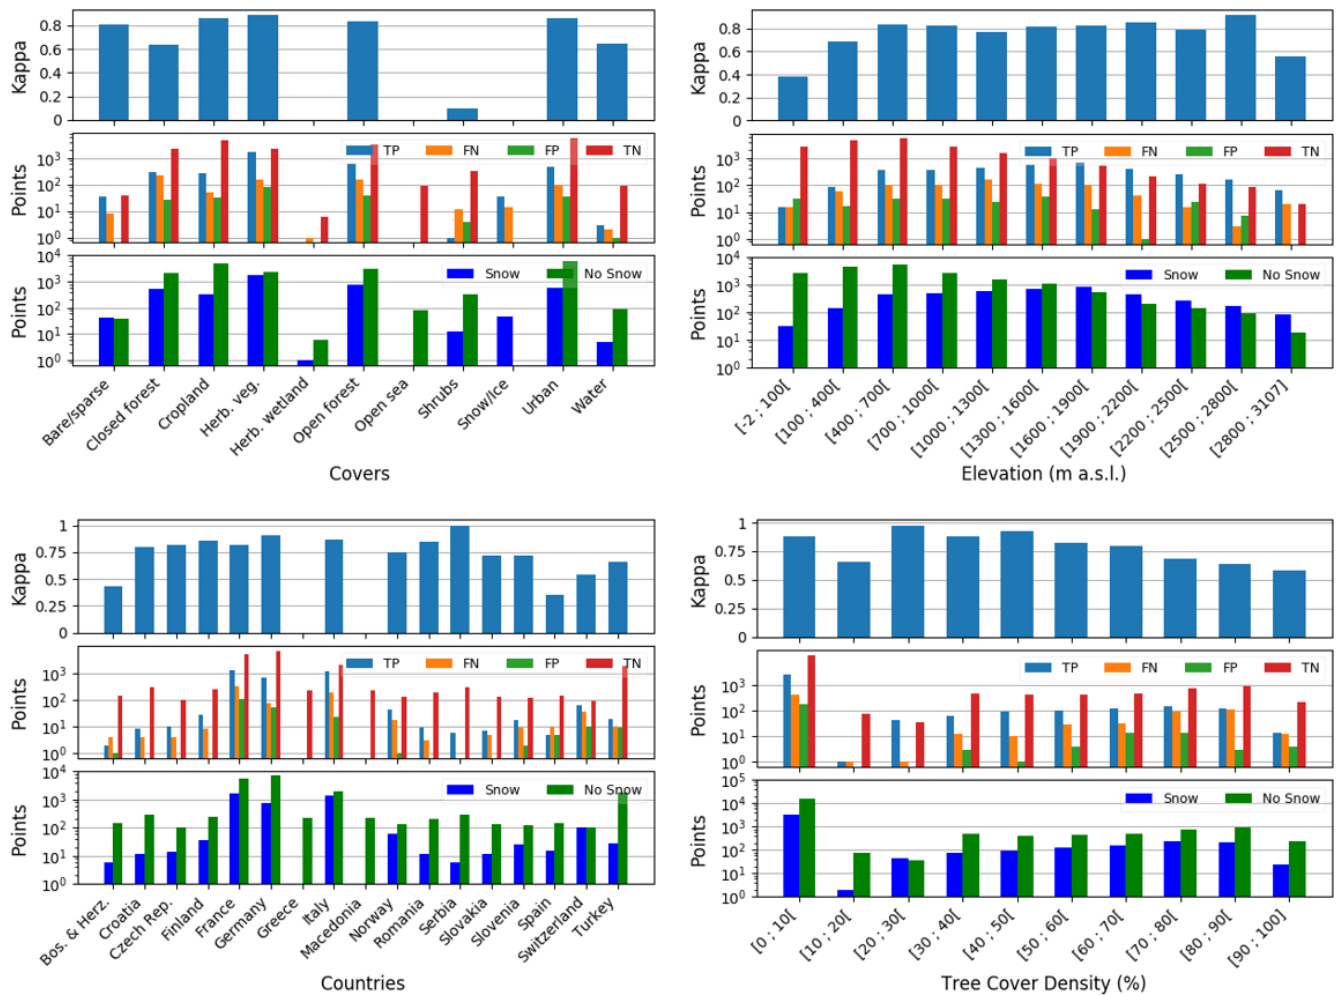 Kappa
0.8
0.6
0.4
0.2
0
Points
10³
10²
10¹
10⁰
TP FN FP TN
Points
10⁴
10³
10²
10¹
10⁰
Snow No Snow
Bare/sparse
Closed forest
Cropland
Herb. veg.
Herb. wetland
Open forest
Open sea
Shrubs
Snow/Ice
Urban
Water
Covers
Kappa
0.8
0.6
0.4
0.2
0
Points
10³
10²
10¹
10⁰
TP FN FP TN
Points
10⁴
10³
10²
10¹
10⁰
Snow No Snow
[-2 ; 100[
[100 ; 400[
[400 ; 700[
[700 ; 1000[
[1000 ; 1300[
[1300 ; 1600[
[1600 ; 1900[
[1900 ; 2200[
[2200 ; 2500[
[2500 ; 2800[
[2800 ; 3107]
Elevation (m a.s.l.)
Kappa
1
0.75
0.5
0.25
0
Points
10³
10²
10¹
10⁰
TP FN FP TN
Points
10⁴
10³
10²
10¹
10⁰
Snow No Snow
Bos. & Herz.
Croatia
Czech Rep.
Finland
France
Germany
Greece
Italy
Macedonia
Norway
Romania
Serbia
Slovakia
Slovenia
Spain
Switzerland
Turkey
Countries
Kappa
1
0.75
0.5
0.25
0
Points
10³
10²
10¹
10⁰
TP FN FP TN
Points
10⁵
10⁴
10³
10²
10¹
10⁰
Snow No Snow
[0 ; 10[
[10 ; 20[
[20 ; 30[
[30 ; 40[
[40 ; 50[
[50 ; 60[
[60 ; 70[
[70 ; 80[
[80 ; 90[
[90 ; 100]
Tree Cover Density (%)